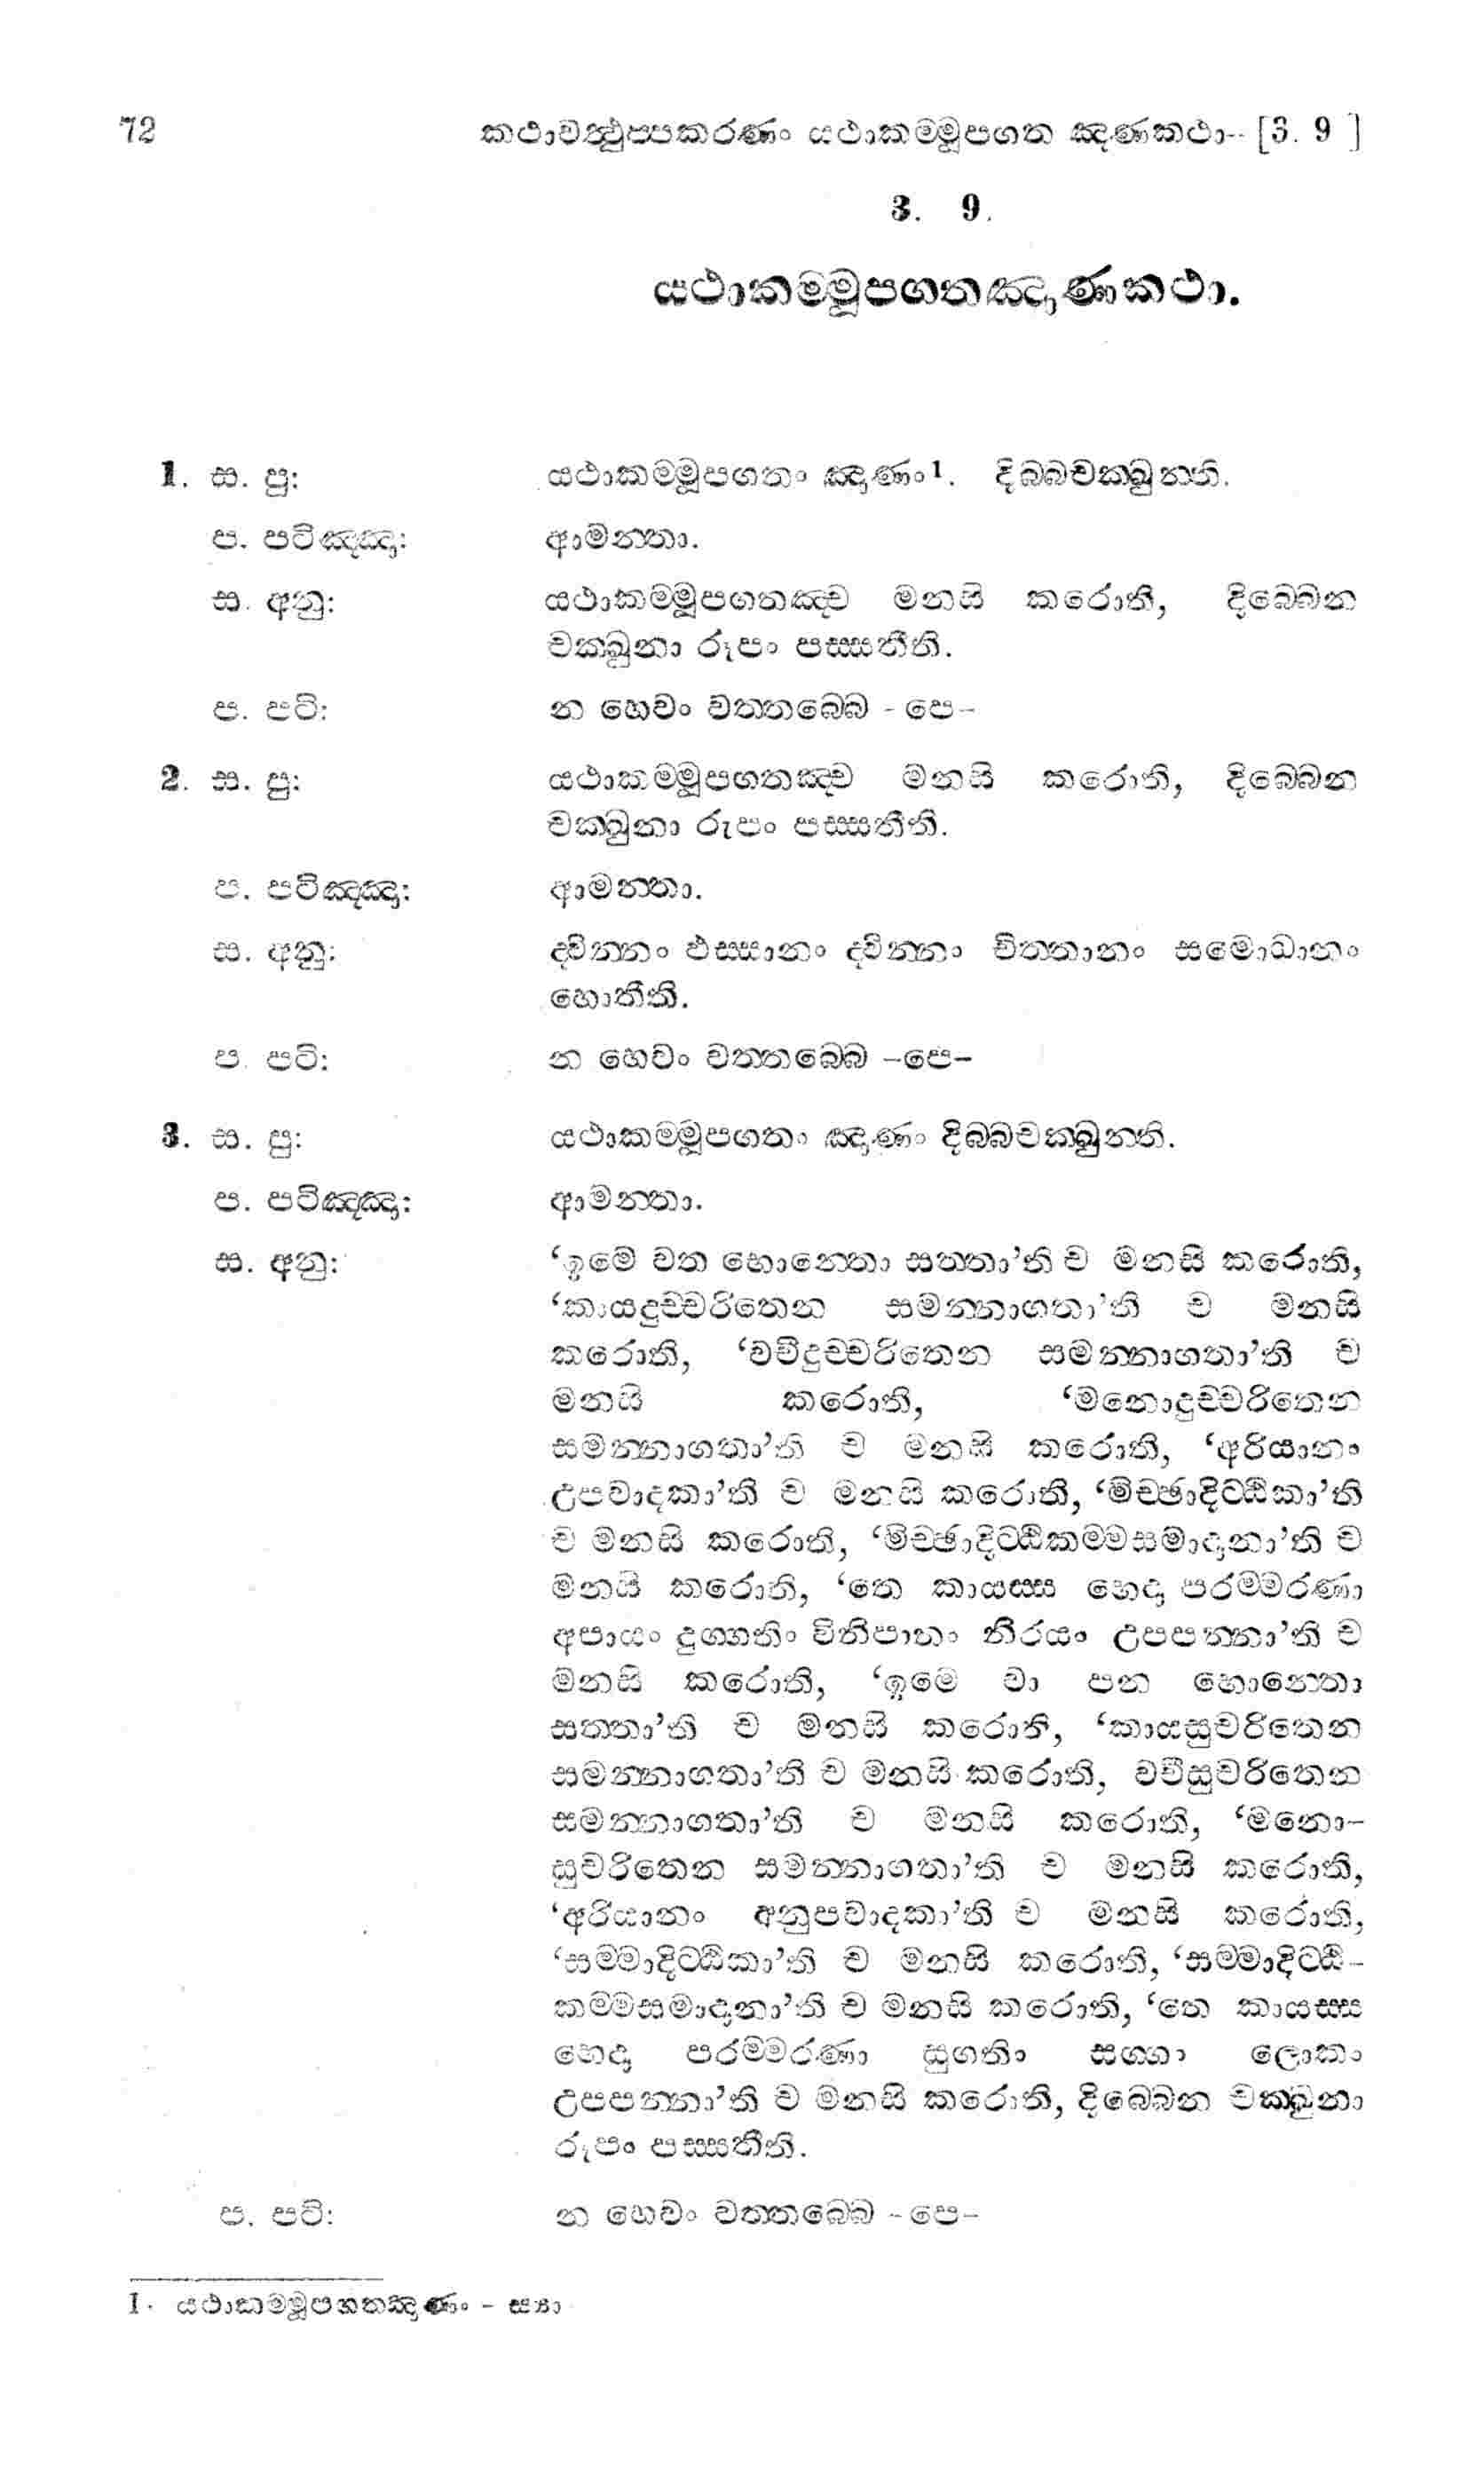 72 කථාවත්‍ථුප්‍පකරණං යථාකම්‍මූපගත ඤාණකථා-- [3. 9 ]
3. 9.
යථාකම්‍මූපගතඤාණකථා.
1. ස. පු: යථාකම්‍මූපගතං ඤාණං¹. දිබ්‍බචක්‍ඛුන්‍ති.
ප. පටිඤ්ඤා: ආමන්‍තා.
ස. අනු: යථාකම්‍මූපගතඤ්ච මනසි කරොති, දිබ්‍බෙන
චක්‍ඛුනා රූපං පස්‍සතීති.
ප. පටි: න හෙවං වත්‍තබ්‍බෙ - පෙ-
2. ස. පු: යථාකම්‍මූපගතඤ්ච මනසි කරොති, දිබ්‍බෙන
චක්‍ඛුනා රූපං පස්‍සතීති.
ප. පටිඤ්ඤා: ආමන්‍තා.
ස. අනු: ද්‍වින්‍නං ඵස්‍සානං ද්‍වින්‍නං චිත්‍තානං සමොධානං
හොතීති.
ප. පටි: න හෙවං වත්‍තබ්‍බෙ -පෙ-
3. ස. පු: යථාකම්‍මූපගතං ඤාණං දිබ්‍බචක්‍ඛුන්‍ති.
ප. පටිඤ්ඤා: ආමන්‍තා.
ස. අනු: ‘ඉමේ වත භොන්‍තො සත්‍තා’ති ච මනසි කරොති,
‘කායදුච්චරිතෙන සමන්‍නාගතා’ති ච මනසි
කරොති, ‘වචීදුච්චරිතෙන සමන්‍නාගතා’ති ච
මනසි කරොති, ‘මනොදුච්චරිතෙන
සමන්‍නාගතා’ති ච මනසි කරොති, ‘අරියානං
උපවාදකා’ති ච මනසි කරොති, ‘මිච්ඡාදිට්ඨිකා’ති
ච මනසි කරොති, ‘මිච්ඡාදිට්ඨිකම්‍මසමාදානා’ති ච
මනසි කරොති, ‘තෙ කායස්‍ස භෙදා පරම්‍මරණා
අපායං දුග්‍ගතිං විනිපාතං නිරයං උපපන්‍නා’ති ච
මනසි කරොති, ‘ඉමෙ වා පන භොන්‍තො
සත්‍තා’ති ච මනසි කරොති, ‘කායසුචරිතෙන
සමන්‍නාගතා’ති ච මනසි කරොති, වචීසුචරිතෙන
සමන්‍නාගතා’ති ච මනසි කරොති, ‘මනො-
සුචරිතෙන සමන්‍නාගතා’ති ච මනසි කරොති,
‘අරියානං අනුපවාදකා’ති ච මනසි කරොති,
‘සම්‍මාදිට්ඨිකා’ති ච මනසි කරොති, ‘සම්‍මාදිට්ඨි-
කම්‍මසමාදානා’ති ච මනසි කරොති, ‘තෙ කායස්‍ස
භෙදා පරම්‍මරණා සුගතිං සග්‍ගං ලොකං
උපපන්‍නා’ති ච මනසි කරොති, දිබ්‍බෙන චක්‍ඛුනා
රූපං පස්‍සතීති.
ප. පටි: න හෙවං වත්‍තබ්‍බෙ - පෙ-
1. යථාකම්‍මූපගතඤාණං - ස්‍යා